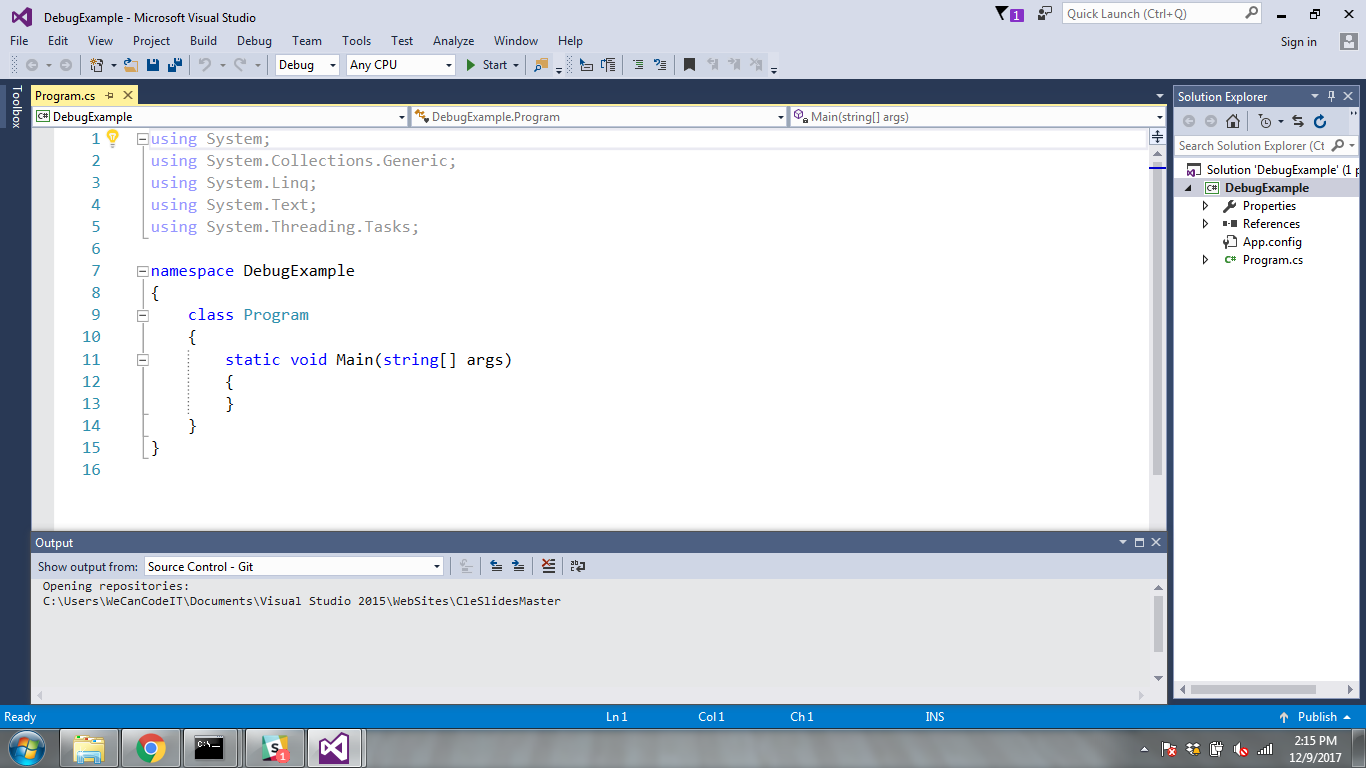 DebugExample - Microsoft Visual Studio
1
Quick Launch (Ctrl+Q)
File Edit View Project Build Debug Team Tools Test Analyze Window Help
Sign in
Debug Any CPU Start
Toolbox
Program.cs
C# DebugExample DebugExample.Program Main(string[] args)
1 using System;
2 using System.Collections.Generic;
3 using System.Linq;
4 using System.Text;
5 using System.Threading.Tasks;
6
7 namespace DebugExample
8 {
9 class Program
10 {
11 static void Main(string[] args)
12 {
13 }
14 }
15 }
16
Solution Explorer
Search Solution Explorer (Ct
Solution 'DebugExample' (1 p
C# DebugExample
Properties
References
App.config
C# Program.cs
Output
Show output from: Source Control - Git
Opening repositories:
C:\Users\WeCanCodeIT\Documents\Visual Studio 2015\WebSites\CleSlidesMaster
Ready Ln 1 Col 1 Ch 1 INS Publish
C:\. S 1
2:15 PM
12/9/2017